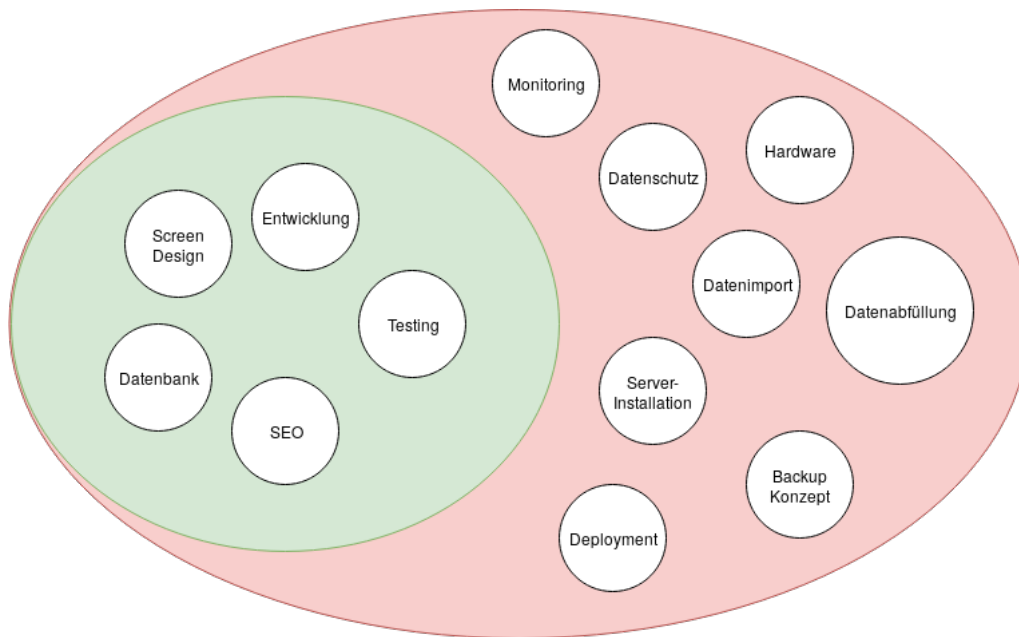 Monitoring
Hardware
Datenschutz
Entwicklung
Screen
Design
Datenimport
Datenabfüllung
Testing
Datenbank
Server-
Installation
SEO
Backup
Konzept
Deployment